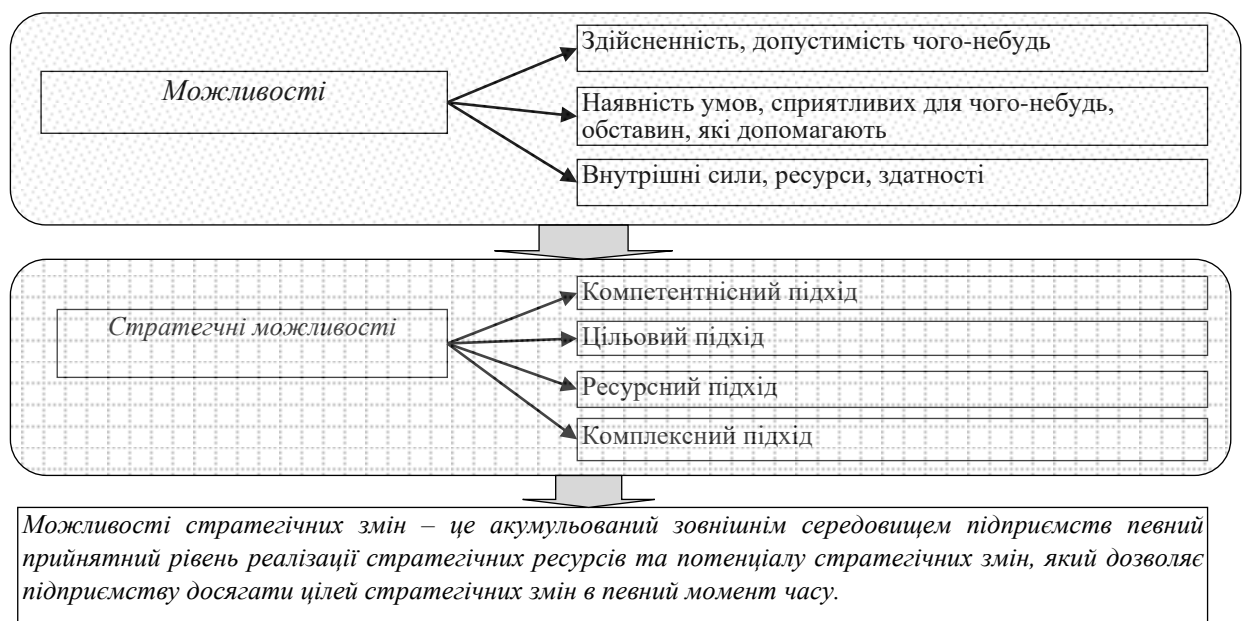 Можливості
Здійсненність, допустимість чого-небудь
Наявність умов, сприятливих для чого-небудь,
обставин, які допомагають
Внутрішні сили, ресурси, здатності
Стратегчні можливості
Компетентнісний підхід
Цільовий підхід
Ресурсний підхід
Комплексний підхід
Можливості стратегічних змін – це акумульований зовнішнім середовищем підприємств певний
прийнятний рівень реалізації стратегічних ресурсів та потенціалу стратегічних змін, який дозволяє
підприємству досягати цілей стратегічних змін в певний момент часу.